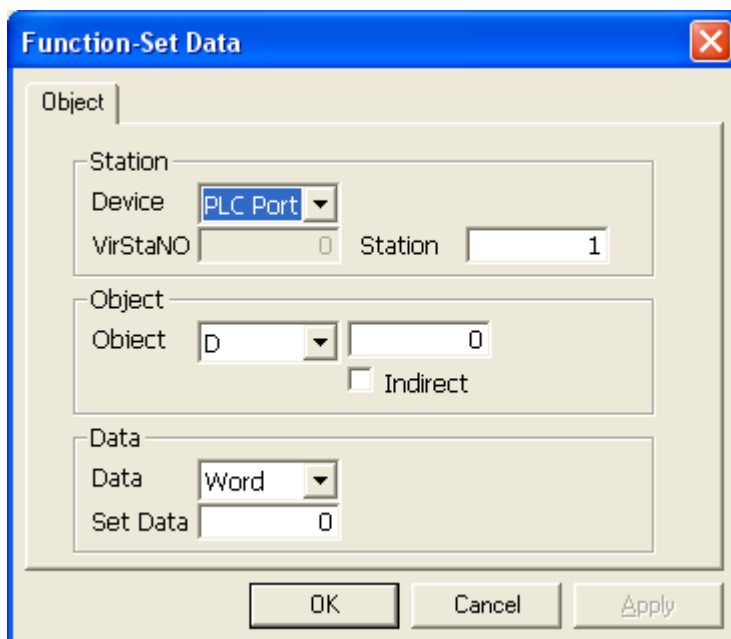 Function-Set Data
Object
Station
Device PLC Port
VirStaNO 0 Station 1
Object
Obiect D 0
Indirect
Data
Data Word
Set Data 0
OK Cancel Apply